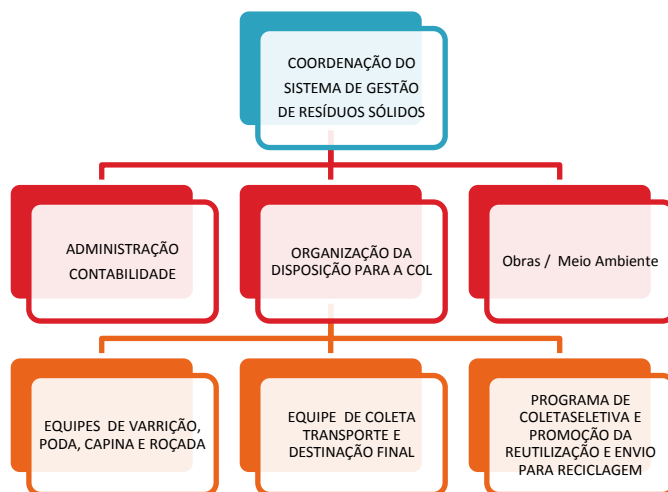 COORDENAÇÃO DO
SISTEMA DE GESTÃO
DE RESÍDUOS SÓLIDOS
ADMINISTRAÇÃO
CONTABILIDADE
ORGANIZAÇÃO DA
DISPOSIÇÃO PARA A COL
Obras / Meio Ambiente
EQUIPES DE VARRIÇÃO,
PODA, CAPINA E ROÇADA
EQUIPE DE COLETA
TRANSPORTE E
DESTINAÇÃO FINAL
PROGRAMA DE
COLETASELETIVA E
PROMOÇÃO DA
REUTILIZAÇÃO E ENVIO
PARA RECICLAGEM